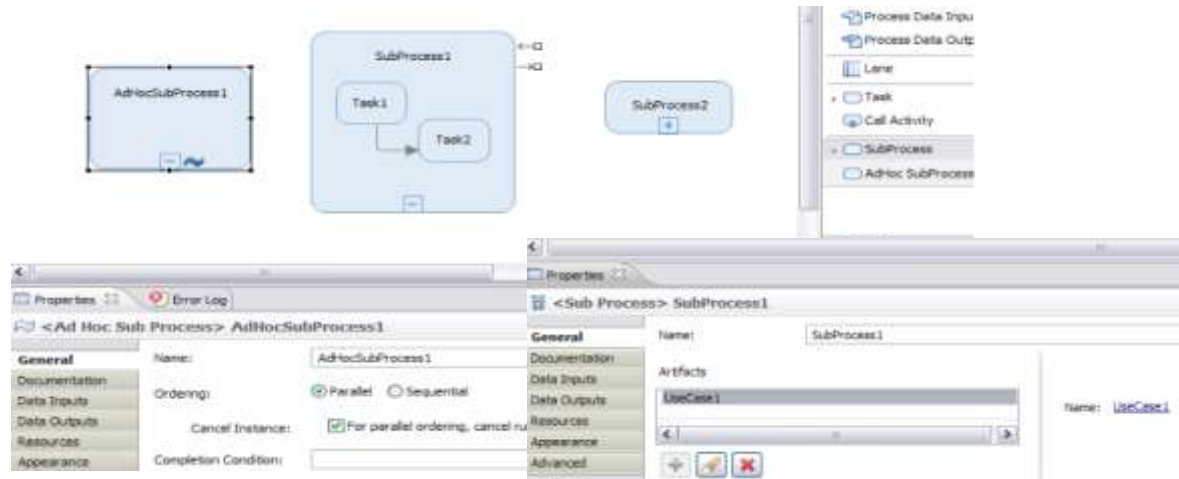 AdHocSubProcess1
SubProcess1
Task1
Task2
SubProcess2
Process Data Inpu
Process Data Outp
Lane
Task
Call Activity
SubProcess
AdHoc SubProcess
Properties
Error Log
<Ad Hoc Sub Process> AdHocSubProcess1
General
Documentation
Data Inputs
Data Outputs
Resources
Appearance
Name:
AdHocSubProcess1
Ordering:
Parallel
Sequential
Cancel Instance:
For parallel ordering, cancel ru
Completion Condition:
Properties
<Sub Process> SubProcess1
General
Documentation
Data Inputs
Data Outputs
Resources
Appearance
Advanced
Name:
SubProcess1
Artifacts
UseCase1
Name: UseCase1